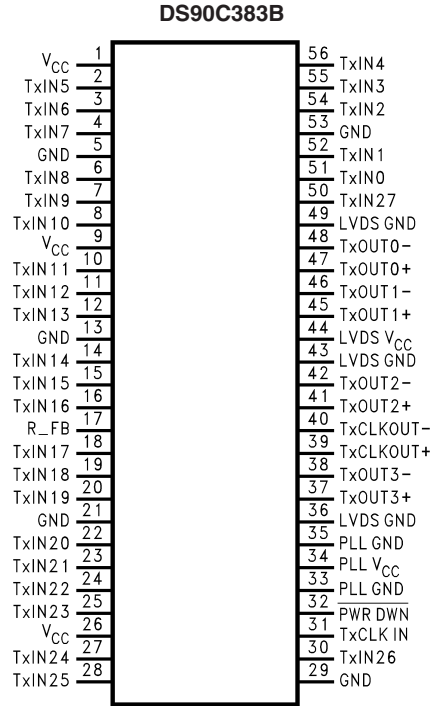 DS90C383B
V_CC 1
TxIN5 2
TxIN6 3
TxIN7 4
GND 5
TxIN8 6
TxIN9 7
TxIN10 8
V_CC 9
TxIN11 10
TxIN12 11
TxIN13 12
GND 13
TxIN14 14
TxIN15 15
TxIN16 16
R_FB 17
TxIN17 18
TxIN18 19
TxIN19 20
GND 21
TxIN20 22
TxIN21 23
TxIN22 24
TxIN23 25
V_CC 26
TxIN24 27
TxIN25 28
56 TxIN4
55 TxIN3
54 TxIN2
53 GND
52 TxIN1
51 TxIN0
50 TxIN27
49 LVDS GND
48 TxOUT0−
47 TxOUT0+
46 TxOUT1−
45 TxOUT1+
44 LVDS V_CC
43 LVDS GND
42 TxOUT2−
41 TxOUT2+
40 TxCLKOUT−
39 TxCLKOUT+
38 TxOUT3−
37 TxOUT3+
36 LVDS GND
35 PLL GND
34 PLL V_CC
33 PLL GND
32 PWR DWN
31 TxCLK IN
30 TxIN26
29 GND